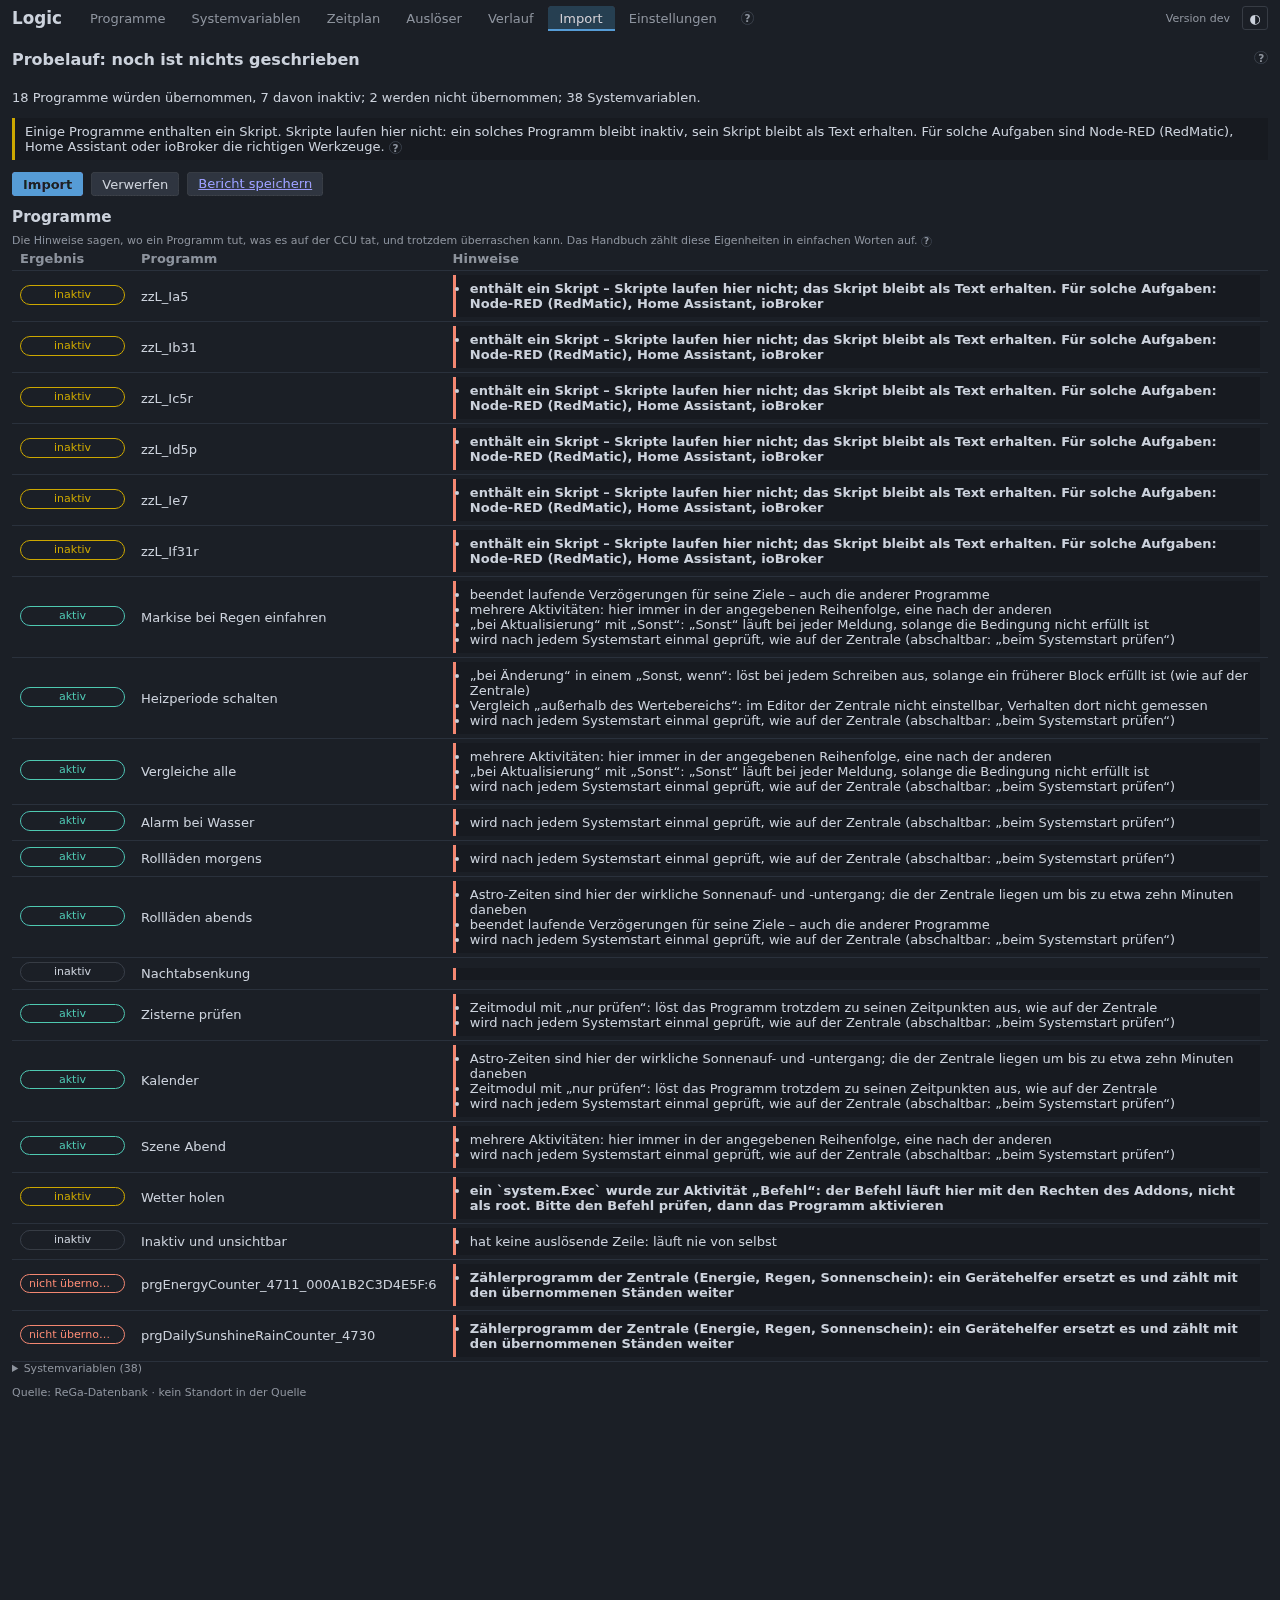 Logic Programme Systemvariablen Zeitplan Auslöser Verlauf Import Einstellungen ? Version dev
Probelauf: noch ist nichts geschrieben ?
18 Programme würden übernommen, 7 davon inaktiv; 2 werden nicht übernommen; 38 Systemvariablen.
Einige Programme enthalten ein Skript. Skripte laufen hier nicht: ein solches Programm bleibt inaktiv, sein Skript bleibt als Text erhalten. Für solche Aufgaben sind Node-RED (RedMatic),
Home Assistant oder ioBroker die richtigen Werkzeuge. ?
Import Verwerfen Bericht speichern
Programme
Die Hinweise sagen, wo ein Programm tut, was es auf der CCU tat, und trotzdem überraschen kann. Das Handbuch zählt diese Eigenheiten in einfachen Worten auf. ?
Ergebnis Programm Hinweise
inaktiv zzL_Ia5 • enthält ein Skript – Skripte laufen hier nicht; das Skript bleibt als Text erhalten. Für solche Aufgaben:
Node-RED (RedMatic), Home Assistant, ioBroker
inaktiv zzL_Ib31 • enthält ein Skript – Skripte laufen hier nicht; das Skript bleibt als Text erhalten. Für solche Aufgaben:
Node-RED (RedMatic), Home Assistant, ioBroker
inaktiv zzL_Ic5r • enthält ein Skript – Skripte laufen hier nicht; das Skript bleibt als Text erhalten. Für solche Aufgaben:
Node-RED (RedMatic), Home Assistant, ioBroker
inaktiv zzL_Id5p • enthält ein Skript – Skripte laufen hier nicht; das Skript bleibt als Text erhalten. Für solche Aufgaben:
Node-RED (RedMatic), Home Assistant, ioBroker
inaktiv zzL_Ie7 • enthält ein Skript – Skripte laufen hier nicht; das Skript bleibt als Text erhalten. Für solche Aufgaben:
Node-RED (RedMatic), Home Assistant, ioBroker
inaktiv zzL_If31r • enthält ein Skript – Skripte laufen hier nicht; das Skript bleibt als Text erhalten. Für solche Aufgaben:
Node-RED (RedMatic), Home Assistant, ioBroker
aktiv Markise bei Regen einfahren • beendet laufende Verzögerungen für seine Ziele – auch die anderer Programme
• mehrere Aktivitäten: hier immer in der angegebenen Reihenfolge, eine nach der anderen
• „bei Aktualisierung“ mit „Sonst“: „Sonst“ läuft bei jeder Meldung, solange die Bedingung nicht erfüllt ist
• wird nach jedem Systemstart einmal geprüft, wie auf der Zentrale (abschaltbar: „beim Systemstart prüfen“)
aktiv Heizperiode schalten • „bei Änderung“ in einem „Sonst, wenn“: löst bei jedem Schreiben aus, solange ein früherer Block erfüllt ist (wie auf der
Zentrale)
• Vergleich „außerhalb des Wertebereichs“: im Editor der Zentrale nicht einstellbar, Verhalten dort nicht gemessen
• wird nach jedem Systemstart einmal geprüft, wie auf der Zentrale (abschaltbar: „beim Systemstart prüfen“)
aktiv Vergleiche alle • mehrere Aktivitäten: hier immer in der angegebenen Reihenfolge, eine nach der anderen
• „bei Aktualisierung“ mit „Sonst“: „Sonst“ läuft bei jeder Meldung, solange die Bedingung nicht erfüllt ist
• wird nach jedem Systemstart einmal geprüft, wie auf der Zentrale (abschaltbar: „beim Systemstart prüfen“)
aktiv Alarm bei Wasser • wird nach jedem Systemstart einmal geprüft, wie auf der Zentrale (abschaltbar: „beim Systemstart prüfen“)
aktiv Rollläden morgens • wird nach jedem Systemstart einmal geprüft, wie auf der Zentrale (abschaltbar: „beim Systemstart prüfen“)
aktiv Rollläden abends • Astro-Zeiten sind hier der wirkliche Sonnenauf- und -untergang; die der Zentrale liegen um bis zu etwa zehn Minuten
daneben
• beendet laufende Verzögerungen für seine Ziele – auch die anderer Programme
• wird nach jedem Systemstart einmal geprüft, wie auf der Zentrale (abschaltbar: „beim Systemstart prüfen“)
inaktiv Nachtabsenkung
aktiv Zisterne prüfen • Zeitmodul mit „nur prüfen“: löst das Programm trotzdem zu seinen Zeitpunkten aus, wie auf der Zentrale
• wird nach jedem Systemstart einmal geprüft, wie auf der Zentrale (abschaltbar: „beim Systemstart prüfen“)
aktiv Kalender • Astro-Zeiten sind hier der wirkliche Sonnenauf- und -untergang; die der Zentrale liegen um bis zu etwa zehn Minuten
daneben
• Zeitmodul mit „nur prüfen“: löst das Programm trotzdem zu seinen Zeitpunkten aus, wie auf der Zentrale
• wird nach jedem Systemstart einmal geprüft, wie auf der Zentrale (abschaltbar: „beim Systemstart prüfen“)
aktiv Szene Abend • mehrere Aktivitäten: hier immer in der angegebenen Reihenfolge, eine nach der anderen
• wird nach jedem Systemstart einmal geprüft, wie auf der Zentrale (abschaltbar: „beim Systemstart prüfen“)
inaktiv Wetter holen • ein `system.Exec` wurde zur Aktivität „Befehl“: der Befehl läuft hier mit den Rechten des Addons, nicht
als root. Bitte den Befehl prüfen, dann das Programm aktivieren
inaktiv Inaktiv und unsichtbar • hat keine auslösende Zeile: läuft nie von selbst
nicht überno… prgEnergyCounter_4711_000A1B2C3D4E5F:6 • Zählerprogramm der Zentrale (Energie, Regen, Sonnenschein): ein Gerätehelfer ersetzt es und zählt mit
den übernommenen Ständen weiter
nicht überno… prgDailySunshineRainCounter_4730 • Zählerprogramm der Zentrale (Energie, Regen, Sonnenschein): ein Gerätehelfer ersetzt es und zählt mit
den übernommenen Ständen weiter
▶ Systemvariablen (38)
Quelle: ReGa-Datenbank · kein Standort in der Quelle